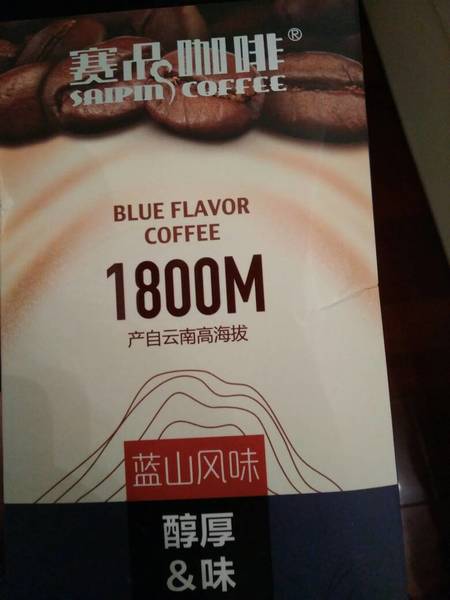 赛品咖啡®
SAIPIN COFFEE
BLUE FLAVOR
COFFEE
1800M
产自云南高海拔
蓝山风味
醇厚
&味